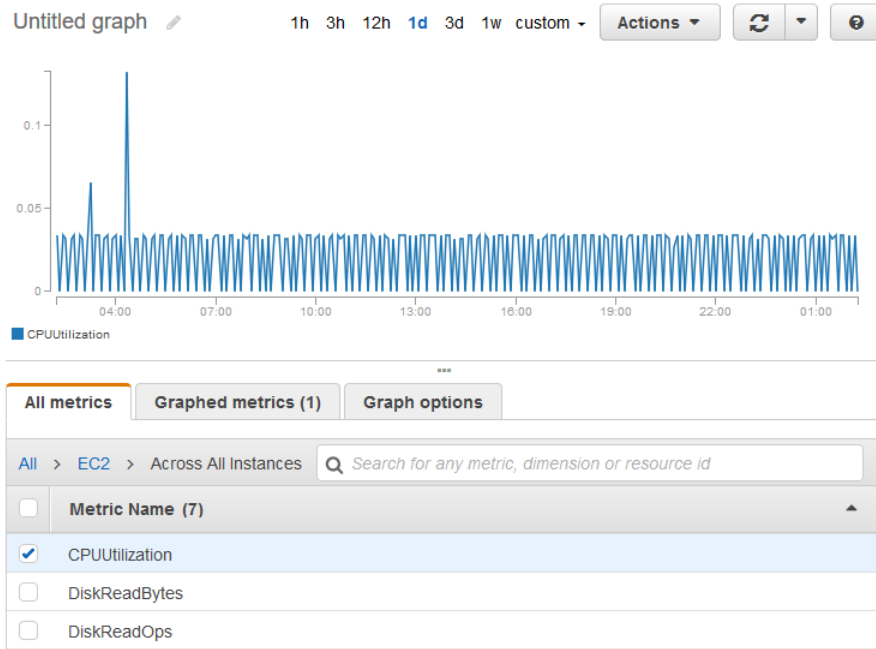 Untitled graph 1h 3h 12h 1d 3d 1w custom Actions
0.1
0.05
0
04:00 07:00 10:00 13:00 16:00 19:00 22:00 01:00
CPUUtilization
All metrics Graphed metrics (1) Graph options
All > EC2 > Across All Instances Search for any metric, dimension or resource id
Metric Name (7)
CPUUtilization
DiskReadBytes
DiskReadOps